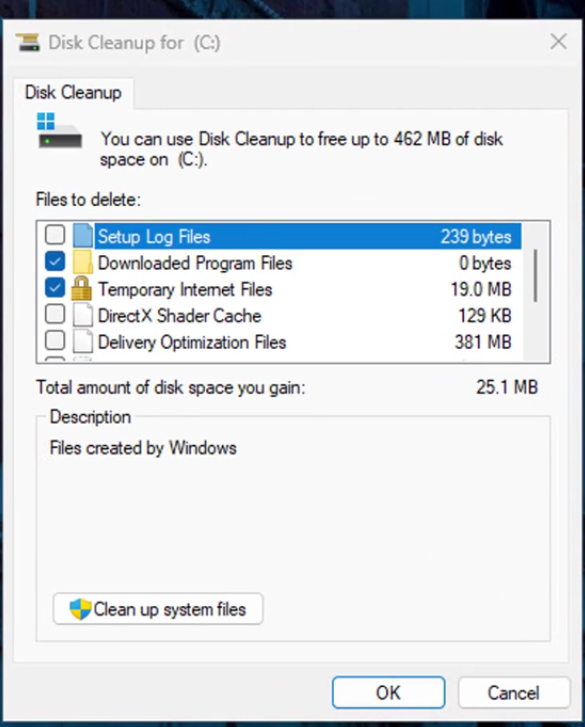 Disk Cleanup for (C:)
Disk Cleanup
You can use Disk Cleanup to free up to 462 MB of disk
space on (C:).
Files to delete:
Setup Log Files 239 bytes
Downloaded Program Files 0 bytes
Temporary Internet Files 19.0 MB
DirectX Shader Cache 129 KB
Delivery Optimization Files 381 MB
Total amount of disk space you gain: 25.1 MB
Description
Files created by Windows
Clean up system files
OK Cancel